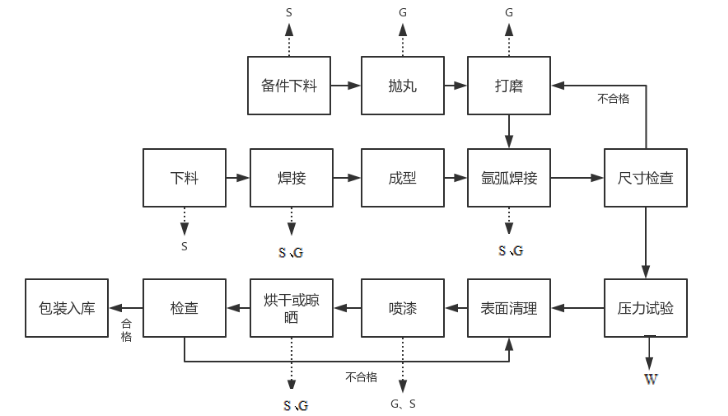 S
G
G
备件下料
抛丸
打磨
不合格
下料
焊接
成型
氩弧焊接
尺寸检查
S
S、G
S、G
包装入库
合
格
检查
烘干或晾
晒
喷漆
表面清理
压力试验
不合格
S、G
G、S
W